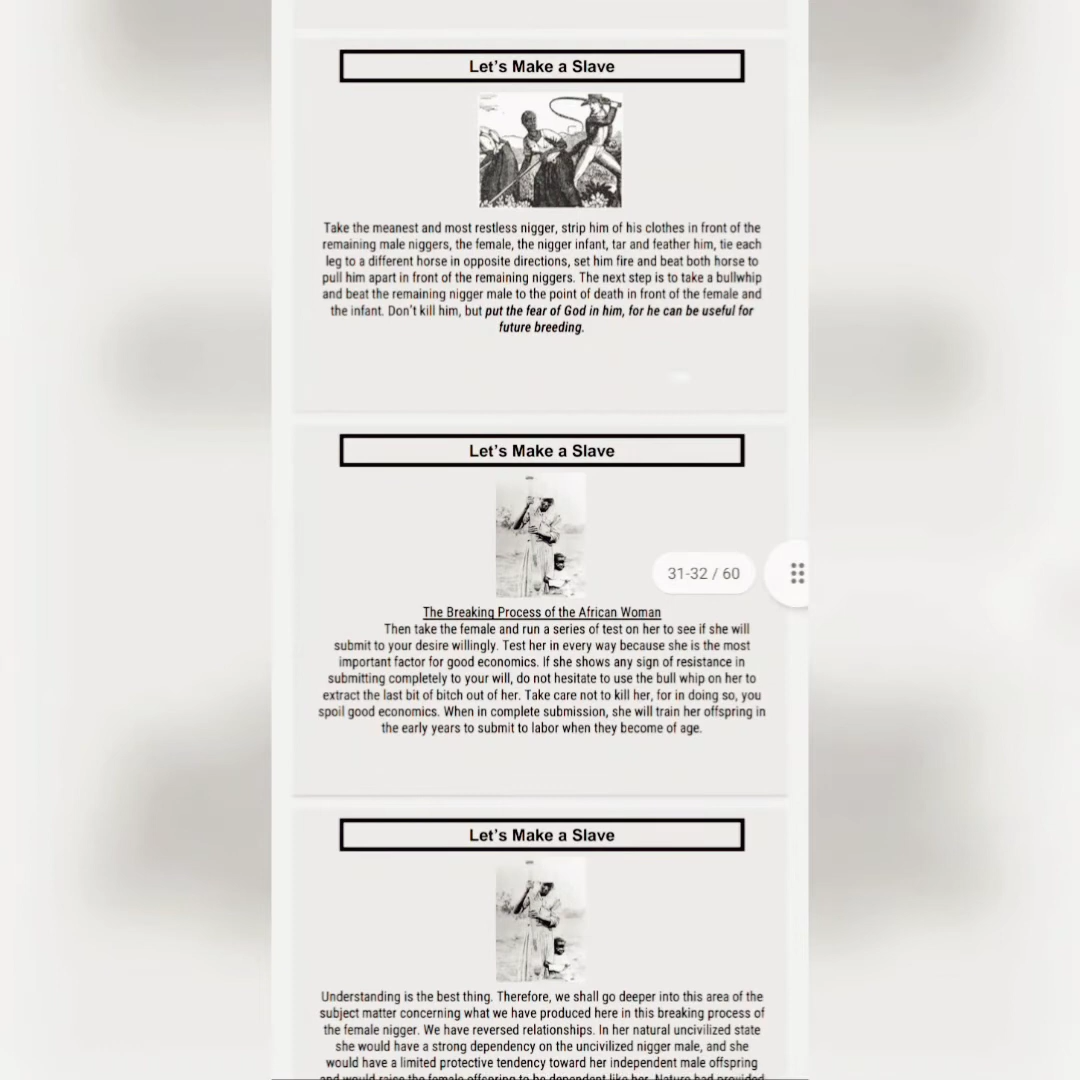 Let's Make a Slave
Take the meanest and most restless nigger, strip him of his clothes in front of the
remaining male niggers, the female, the nigger infant, tar and feather him, tie each
leg to a different horse in opposite directions, set him fire and beat both horse to
pull him apart in front of the remaining niggers. The next step is to take a bullwhip
and beat the remaining nigger male to the point of death in front of the female and
the infant. Don't kill him, but put the fear of God in him, for he can be useful for
future breeding.
Let's Make a Slave
31-32 / 60
The Breaking Process of the African Woman
Then take the female and run a series of test on her to see if she will
submit to your desire willingly. Test her in every way because she is the most
important factor for good economics. If she shows any sign of resistance in
submitting completely to your will, do not hesitate to use the bull whip on her to
extract the last bit of bitch out of her. Take care not to kill her, for in doing so, you
spoil good economics. When in complete submission, she will train her offspring in
the early years to submit to labor when they become of age.
Let's Make a Slave
Understanding is the best thing. Therefore, we shall go deeper into this area of the
subject matter concerning what we have produced here in this breaking process of
the female nigger. We have reversed relationships. In her natural uncivilized state
she would have a strong dependency on the uncivilized nigger male, and she
would have a limited protective tendency toward her independent male offspring
and would raise the female offspring to be dependent like her. Nature had provided